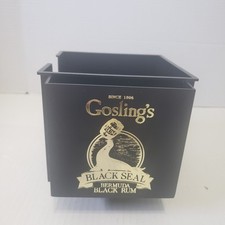 SINCE 1806
Gosling's
BLACK SEAL
BERMUDA
BLACK RUM